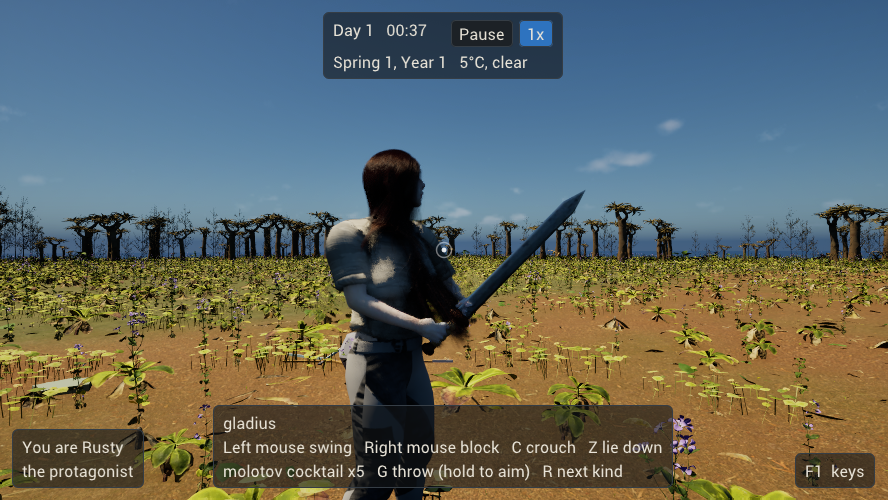 Day 1 00:37 Pause 1x
Spring 1, Year 1 5°C, clear
gladius
Left mouse swing Right mouse block C crouch Z lie down
molotov cocktail x5 G throw (hold to aim) R next kind
You are Rusty
the protagonist
F1 keys